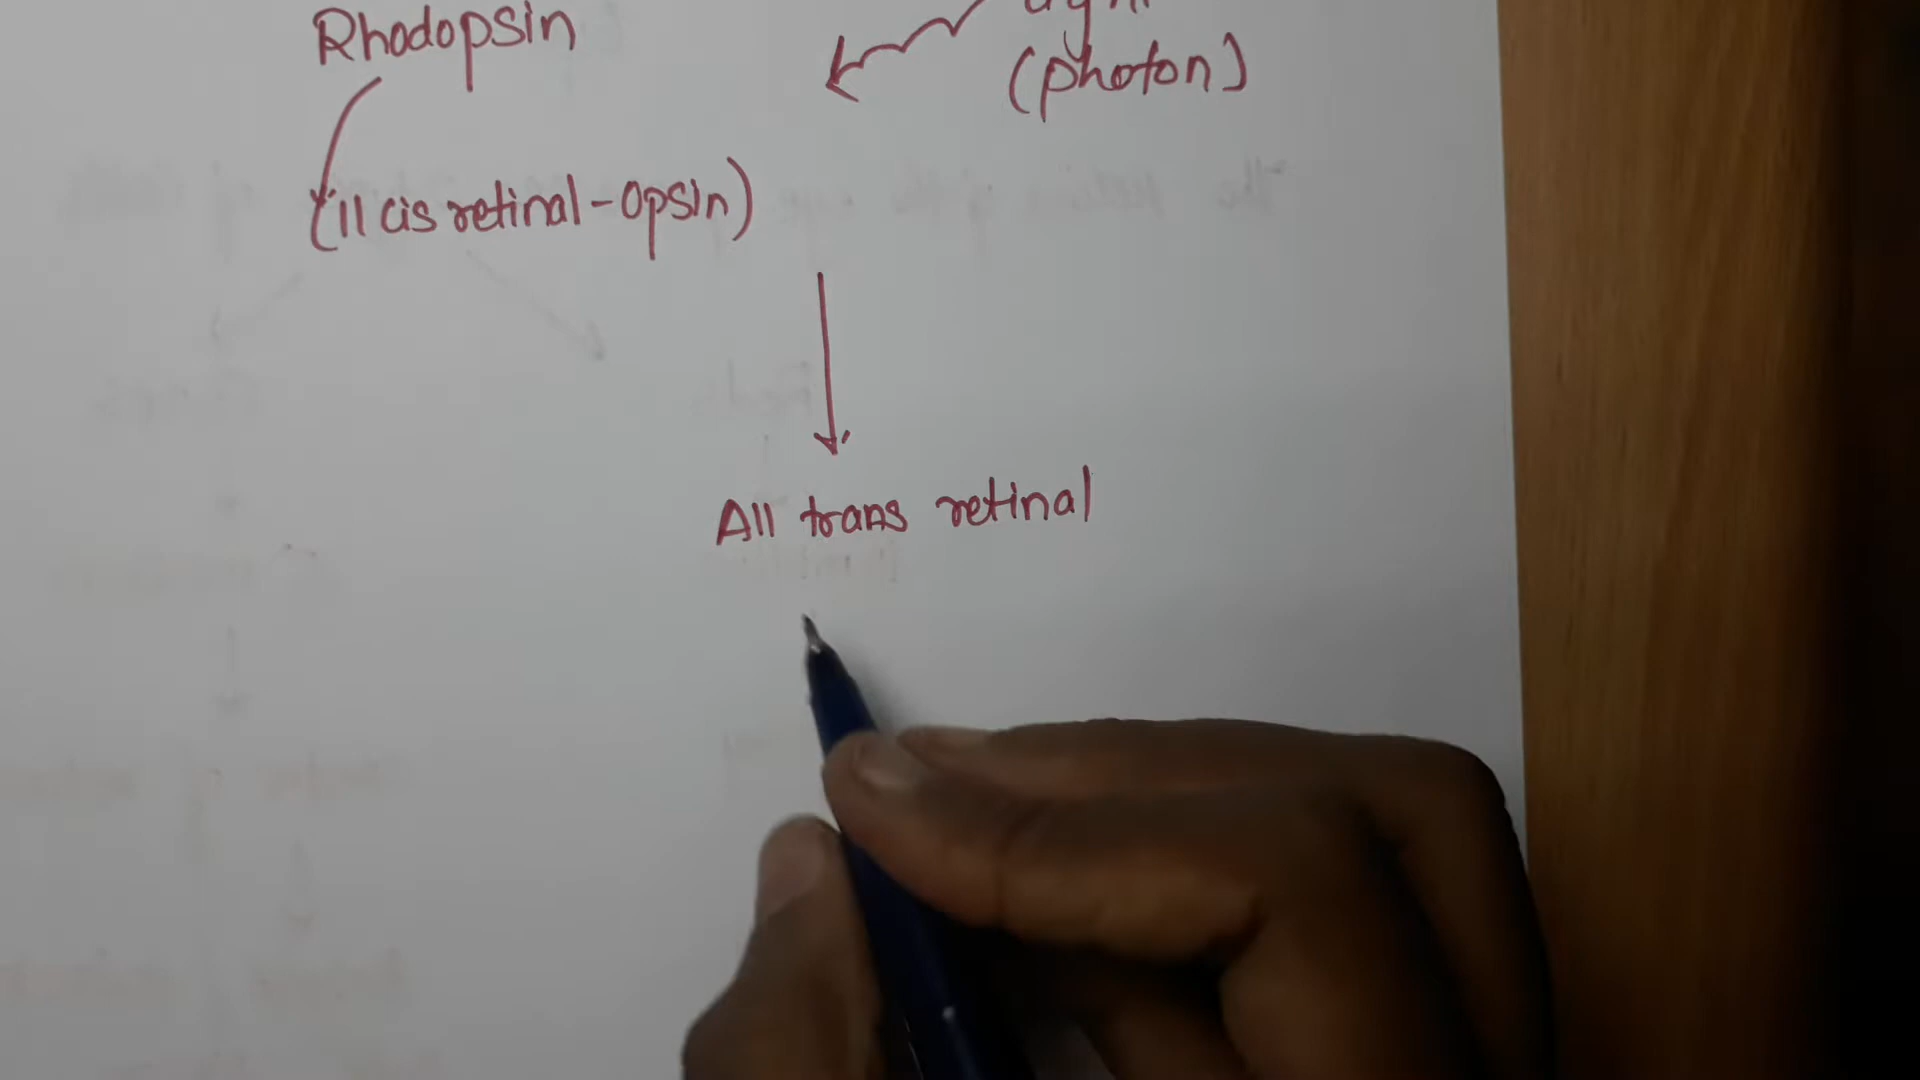 Rhodopsin
(photon)
(11 cis retinal-opsin)
All trans retinal